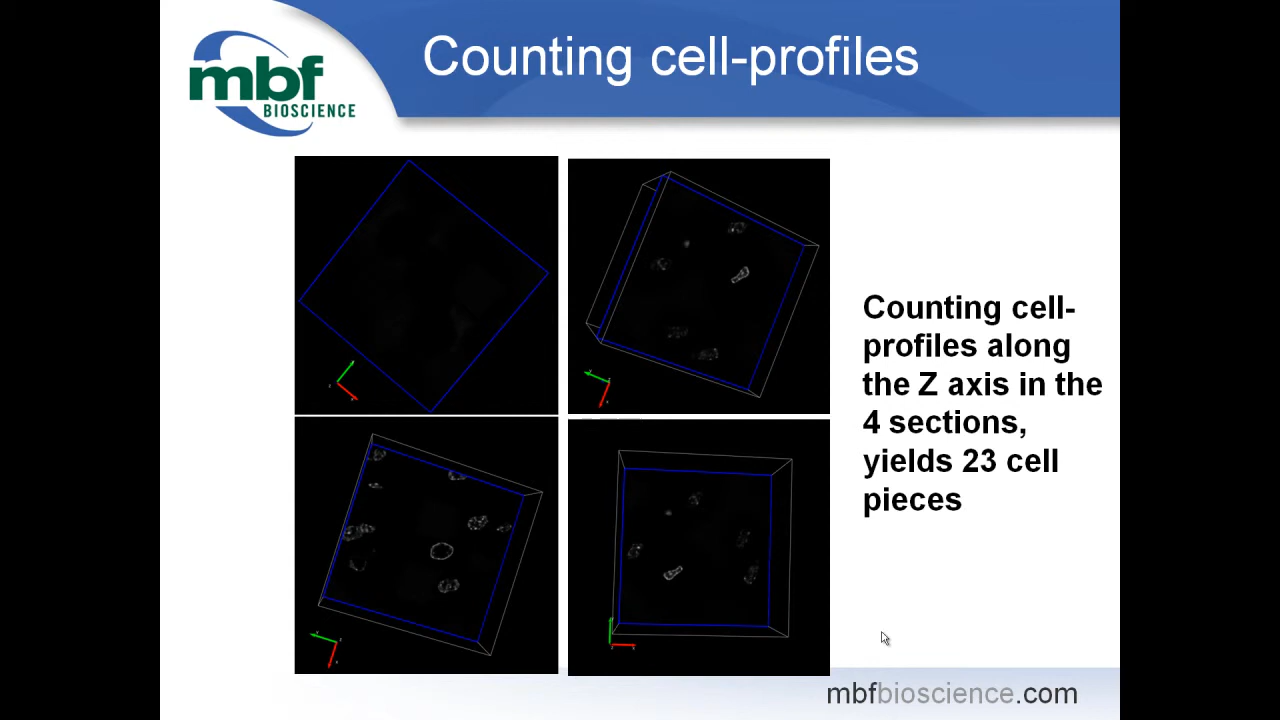 Counting cell-profiles
mbf
BIOSCIENCE
Counting cell-
profiles along
the Z axis in the
4 sections,
yields 23 cell
pieces
mbfbioscience.com